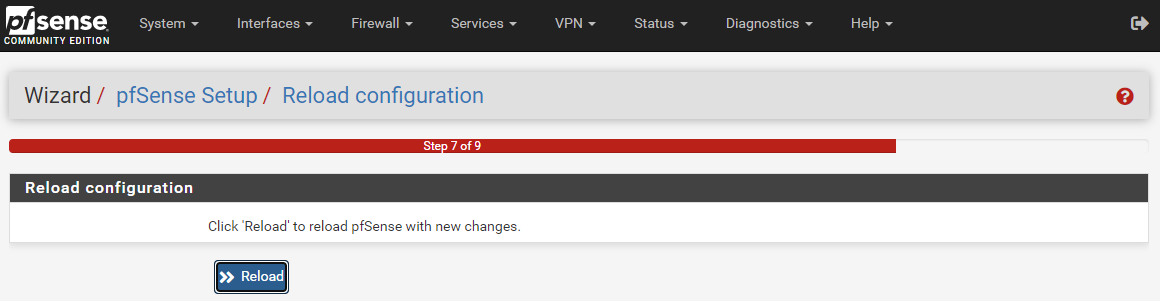 pfsense
COMMUNITY EDITION
System Interfaces Firewall Services VPN Status Diagnostics Help
Wizard / pfSense Setup / Reload configuration
Step 7 of 9
Reload configuration
Click 'Reload' to reload pfSense with new changes.
Reload